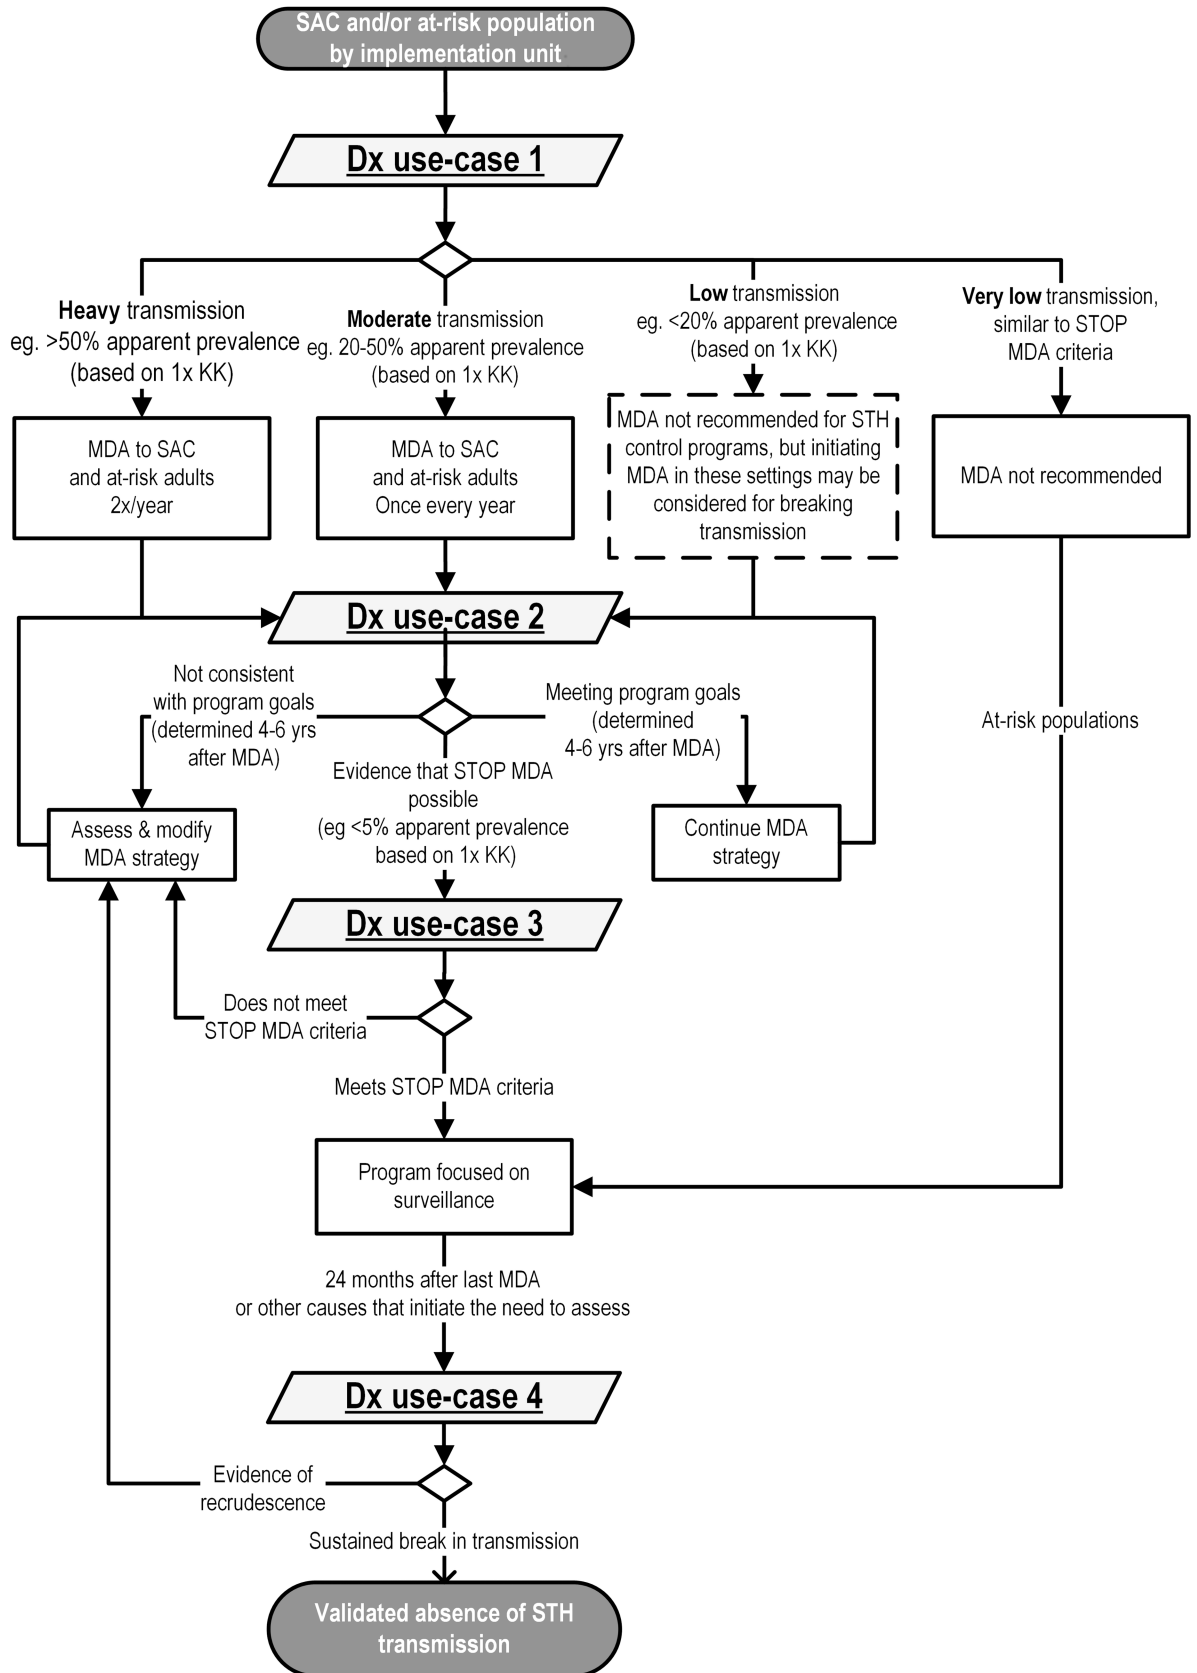 SAC and/or at-risk population
by implementation unit
Dx use-case 1
Heavy transmission
eg. >50% apparent prevalence
(based on 1x KK)
Moderate transmission
eg. 20-50% apparent prevalence
(based on 1x KK)
Low transmission
eg. <20% apparent prevalence
(based on 1x KK)
Very low transmission,
similar to STOP
MDA criteria
MDA to SAC
and at-risk adults
2x/year
MDA to SAC
and at-risk adults
Once every year
MDA not recommended for STH
control programs, but initiating
MDA in these settings may be
considered for breaking
transmission
MDA not recommended
Dx use-case 2
Not consistent
with program goals
(determined 4-6 yrs
after MDA)
Meeting program goals
(determined
4-6 yrs after MDA)
At-risk populations
Evidence that STOP MDA
possible
(eg <5% apparent prevalence
based on 1x KK)
Assess & modify
MDA strategy
Continue MDA
strategy
Dx use-case 3
Does not meet
STOP MDA criteria
Meets STOP MDA criteria
Program focused on
surveillance
24 months after last MDA
or other causes that initiate the need to assess
Dx use-case 4
Evidence of
recrudescence
Sustained break in transmission
Validated absence of STH
transmission